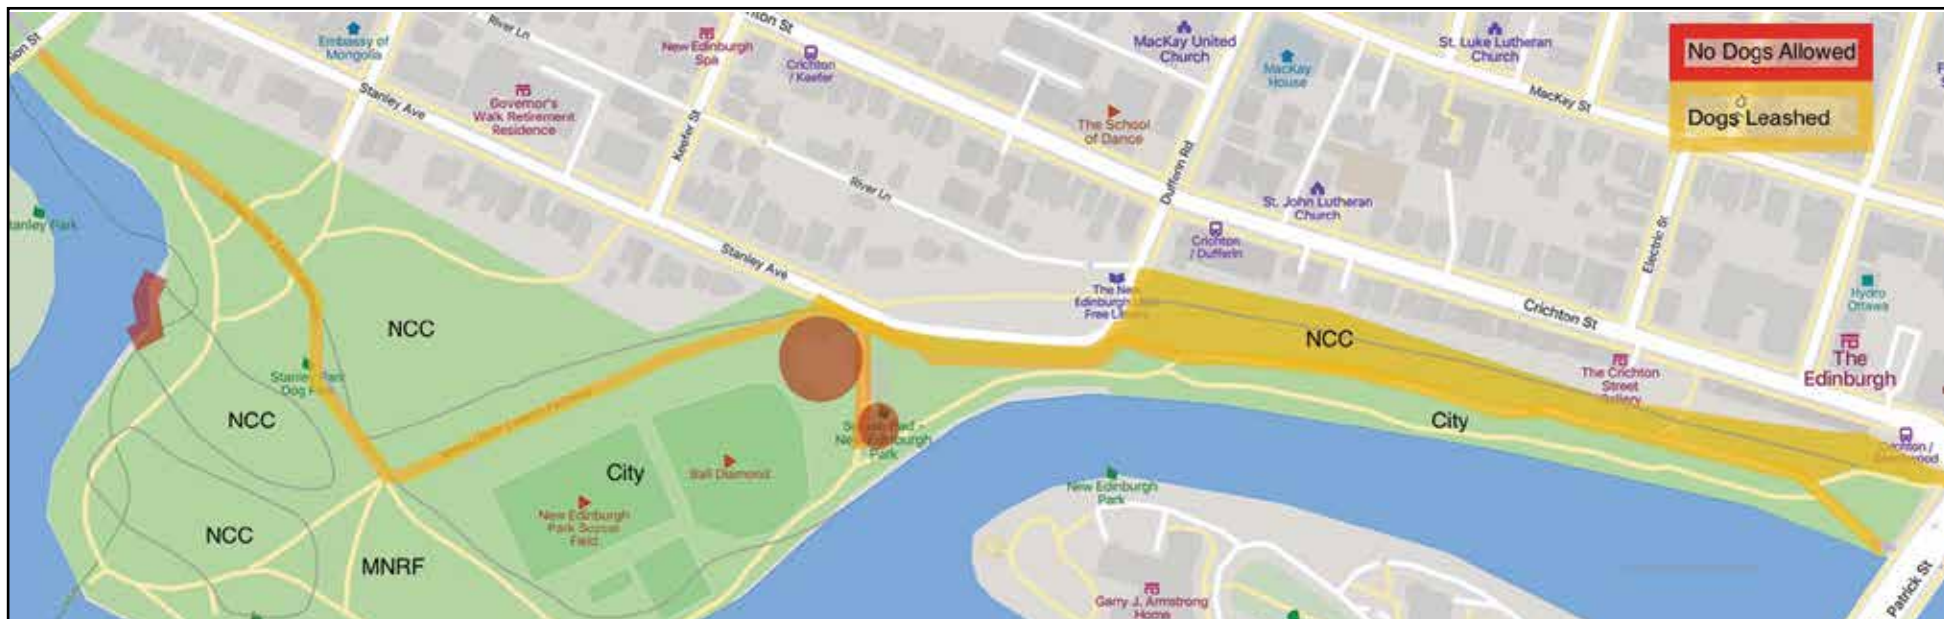 River Ln
Embassy of
Mongolia
New Edinburgh
Spa
Crichton
/ Keefer
MacKay United
Church
MacKay
House
St. Luke Lutheran
Church
No Dogs Allowed
Dogs Leashed
MacKay St
Stanley Ave
Governor's
Walk Retirement
Residence
Keefer St
The School
of Dance
Dufferin Rd
River Ln
St. John Lutheran
Church
Crichton
/ Dufferin
Electric St
Stanley Ave
Hydro
Ottawa
Crichton St
NCC
NCC
The Edinburgh
The Crichton
Street
Gallery
NCC
City
City
Ball Diamond
New Edinburgh
Park Soccer
Field
New Edinburgh
Park
NCC
MNRF
Garry J. Armstrong
Home
Patrick St